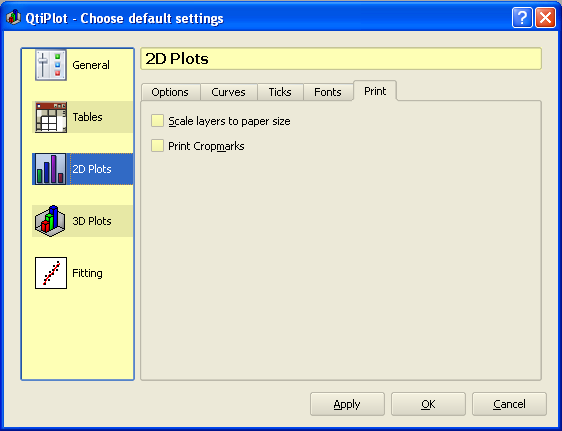 QtiPlot - Choose default settings
General
Tables
2D Plots
3D Plots
Fitting
2D Plots
Options Curves Ticks Fonts Print
Scale layers to paper size
Print Cropmarks
Apply OK Cancel